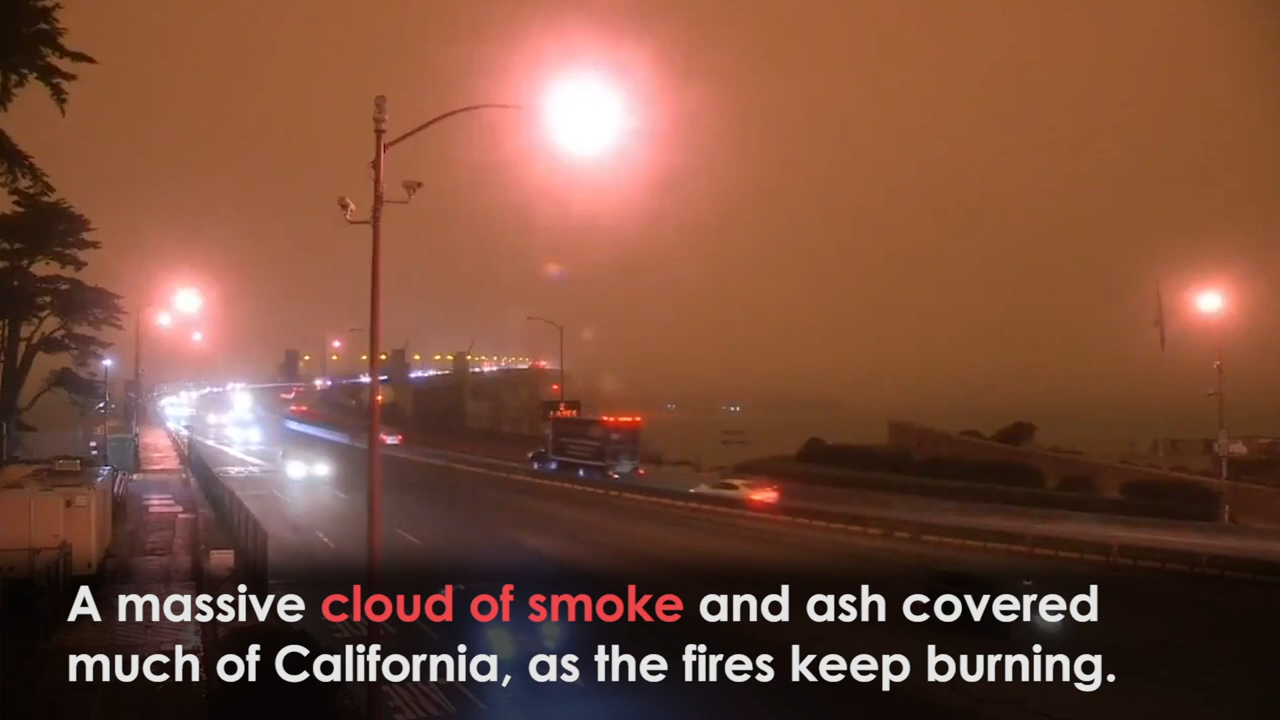 A massive cloud of smoke and ash covered
much of California, as the fires keep burning.